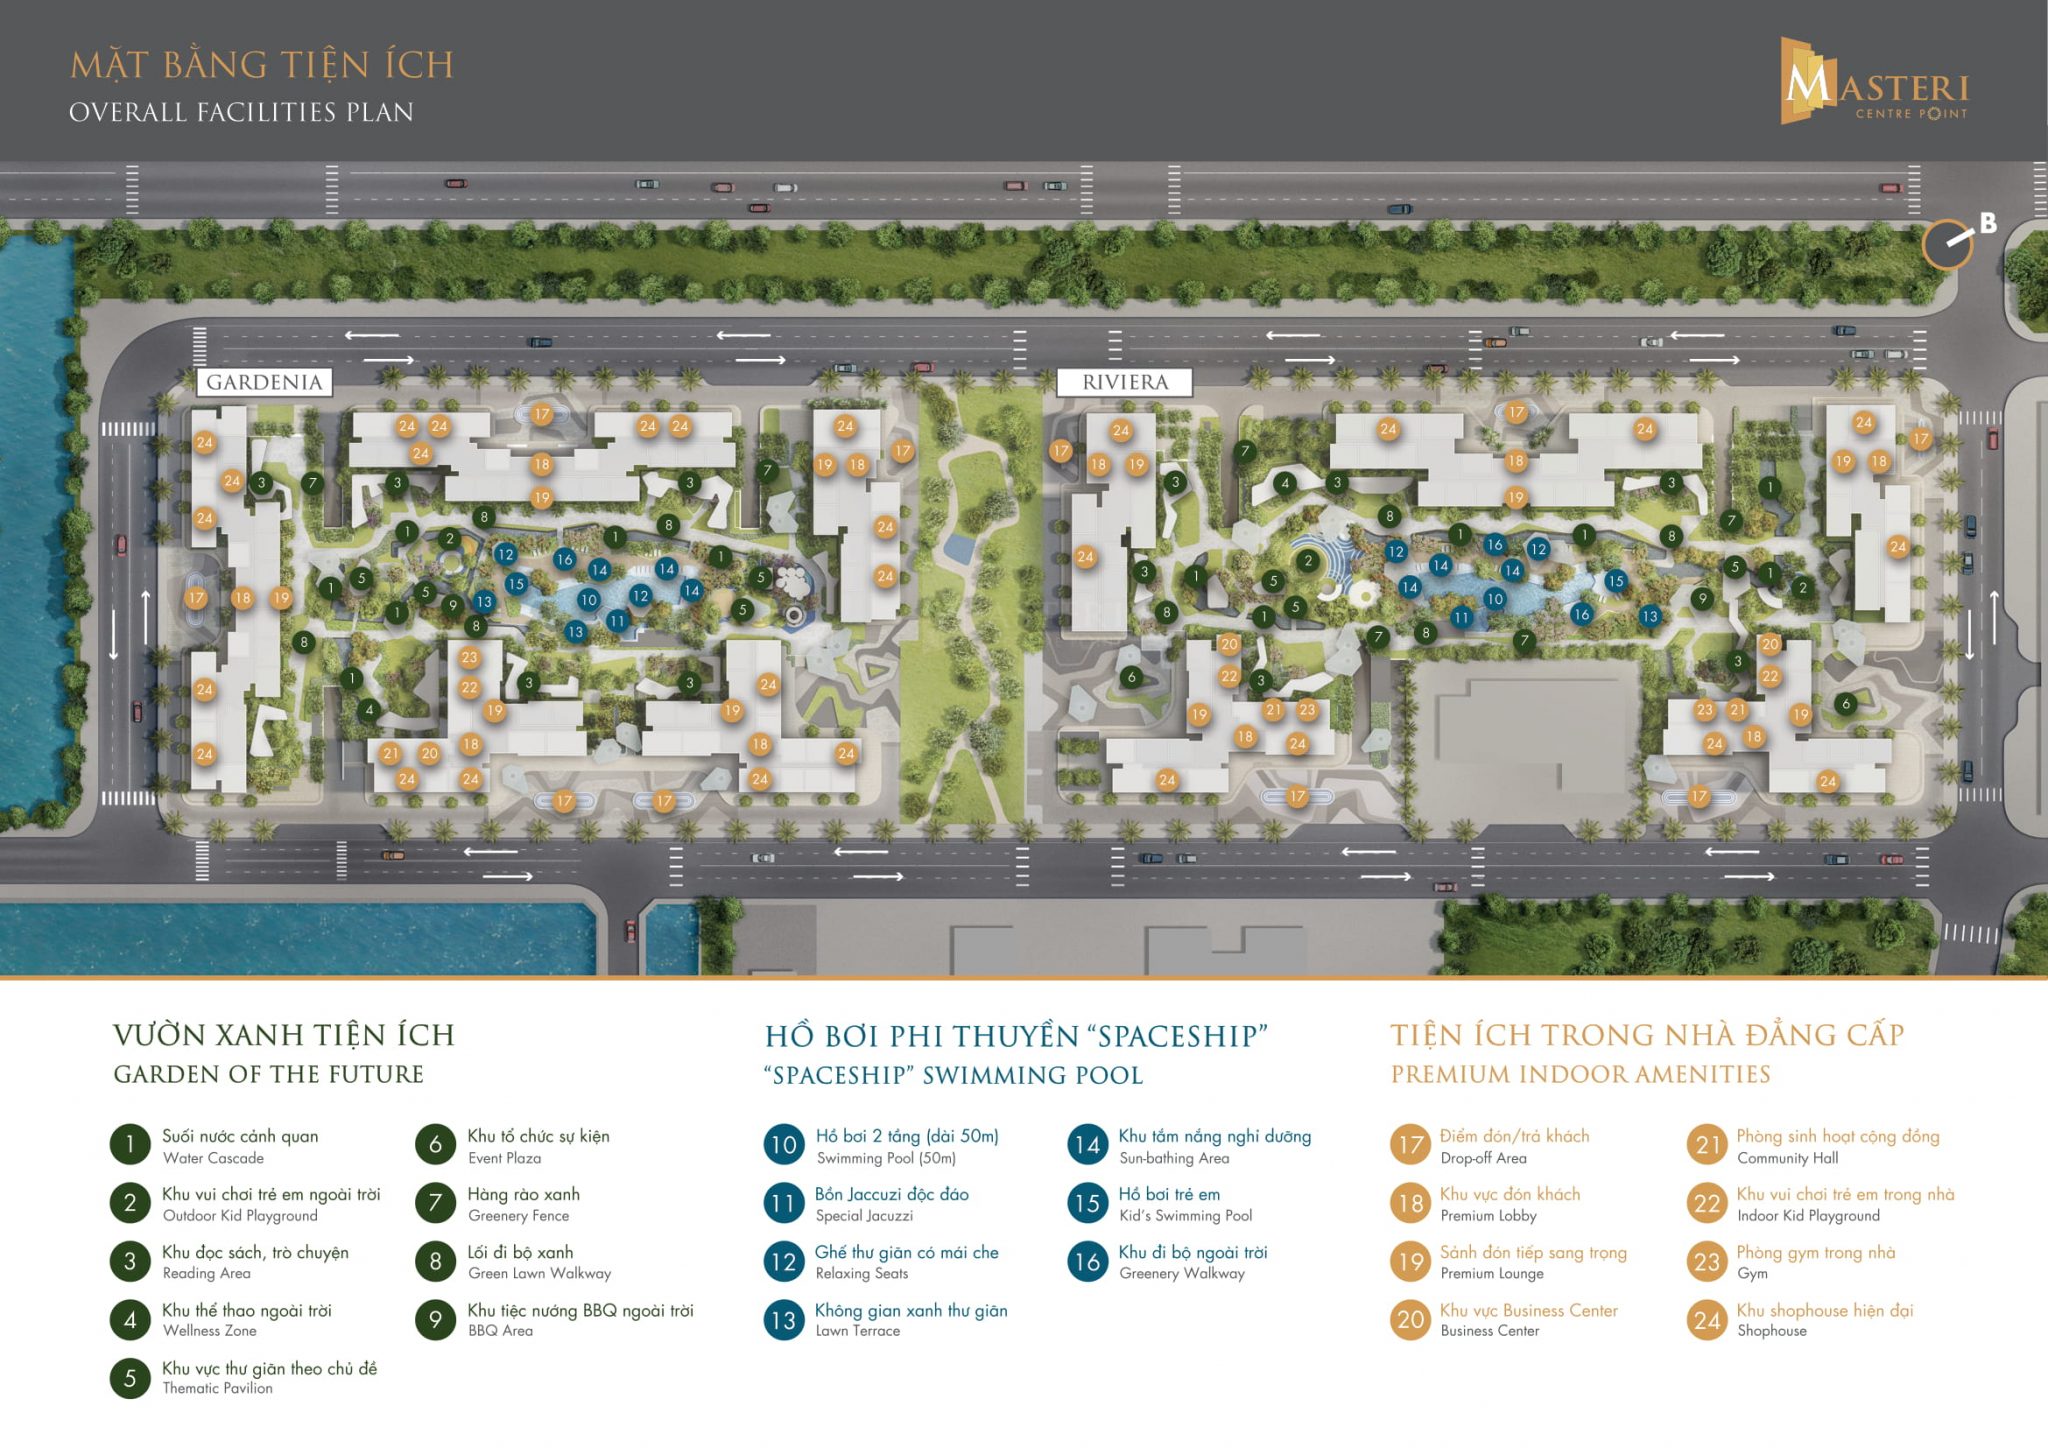 MẶT BẰNG TIỆN ÍCH
OVERALL FACILITIES PLAN
MASTERI
CENTRE POINT
B
GARDENIA
RIVIERA
VƯỜN XANH TIỆN ÍCH
GARDEN OF THE FUTURE
1 Suối nước cảnh quan
Water Cascade
2 Khu vui chơi trẻ em ngoài trời
Outdoor Kid Playground
3 Khu đọc sách, trò chuyện
Reading Area
4 Khu thể thao ngoài trời
Wellness Zone
5 Khu vực thư giãn theo chủ đề
Thematic Pavilion
6 Khu tổ chức sự kiện
Event Plaza
7 Hàng rào xanh
Greenery Fence
8 Lối đi bộ xanh
Green Lawn Walkway
9 Khu tiệc nướng BBQ ngoài trời
BBQ Area
HỒ BƠI PHI THUYỀN “SPACESHIP”
“SPACESHIP” SWIMMING POOL
10 Hồ bơi 2 tầng (dài 50m)
Swimming Pool (50m)
11 Bồn Jaccuzi độc đáo
Special Jacuzzi
12 Ghế thư giãn có mái che
Relaxing Seats
13 Không gian xanh thư giãn
Lawn Terrace
14 Khu tắm nắng nghỉ dưỡng
Sun-bathing Area
15 Hồ bơi trẻ em
Kid's Swimming Pool
16 Khu đi bộ ngoài trời
Greenery Walkway
TIỆN ÍCH TRONG NHÀ ĐẲNG CẤP
PREMIUM INDOOR AMENITIES
17 Điểm đón/trả khách
Drop-off Area
18 Khu vực đón khách
Premium Lobby
19 Sảnh đón tiếp sang trọng
Premium Lounge
20 Khu vực Business Center
Business Center
21 Phòng sinh hoạt cộng đồng
Community Hall
22 Khu vui chơi trẻ em trong nhà
Indoor Kid Playground
23 Phòng gym trong nhà
Gym
24 Khu shophouse hiện đại
Shophouse